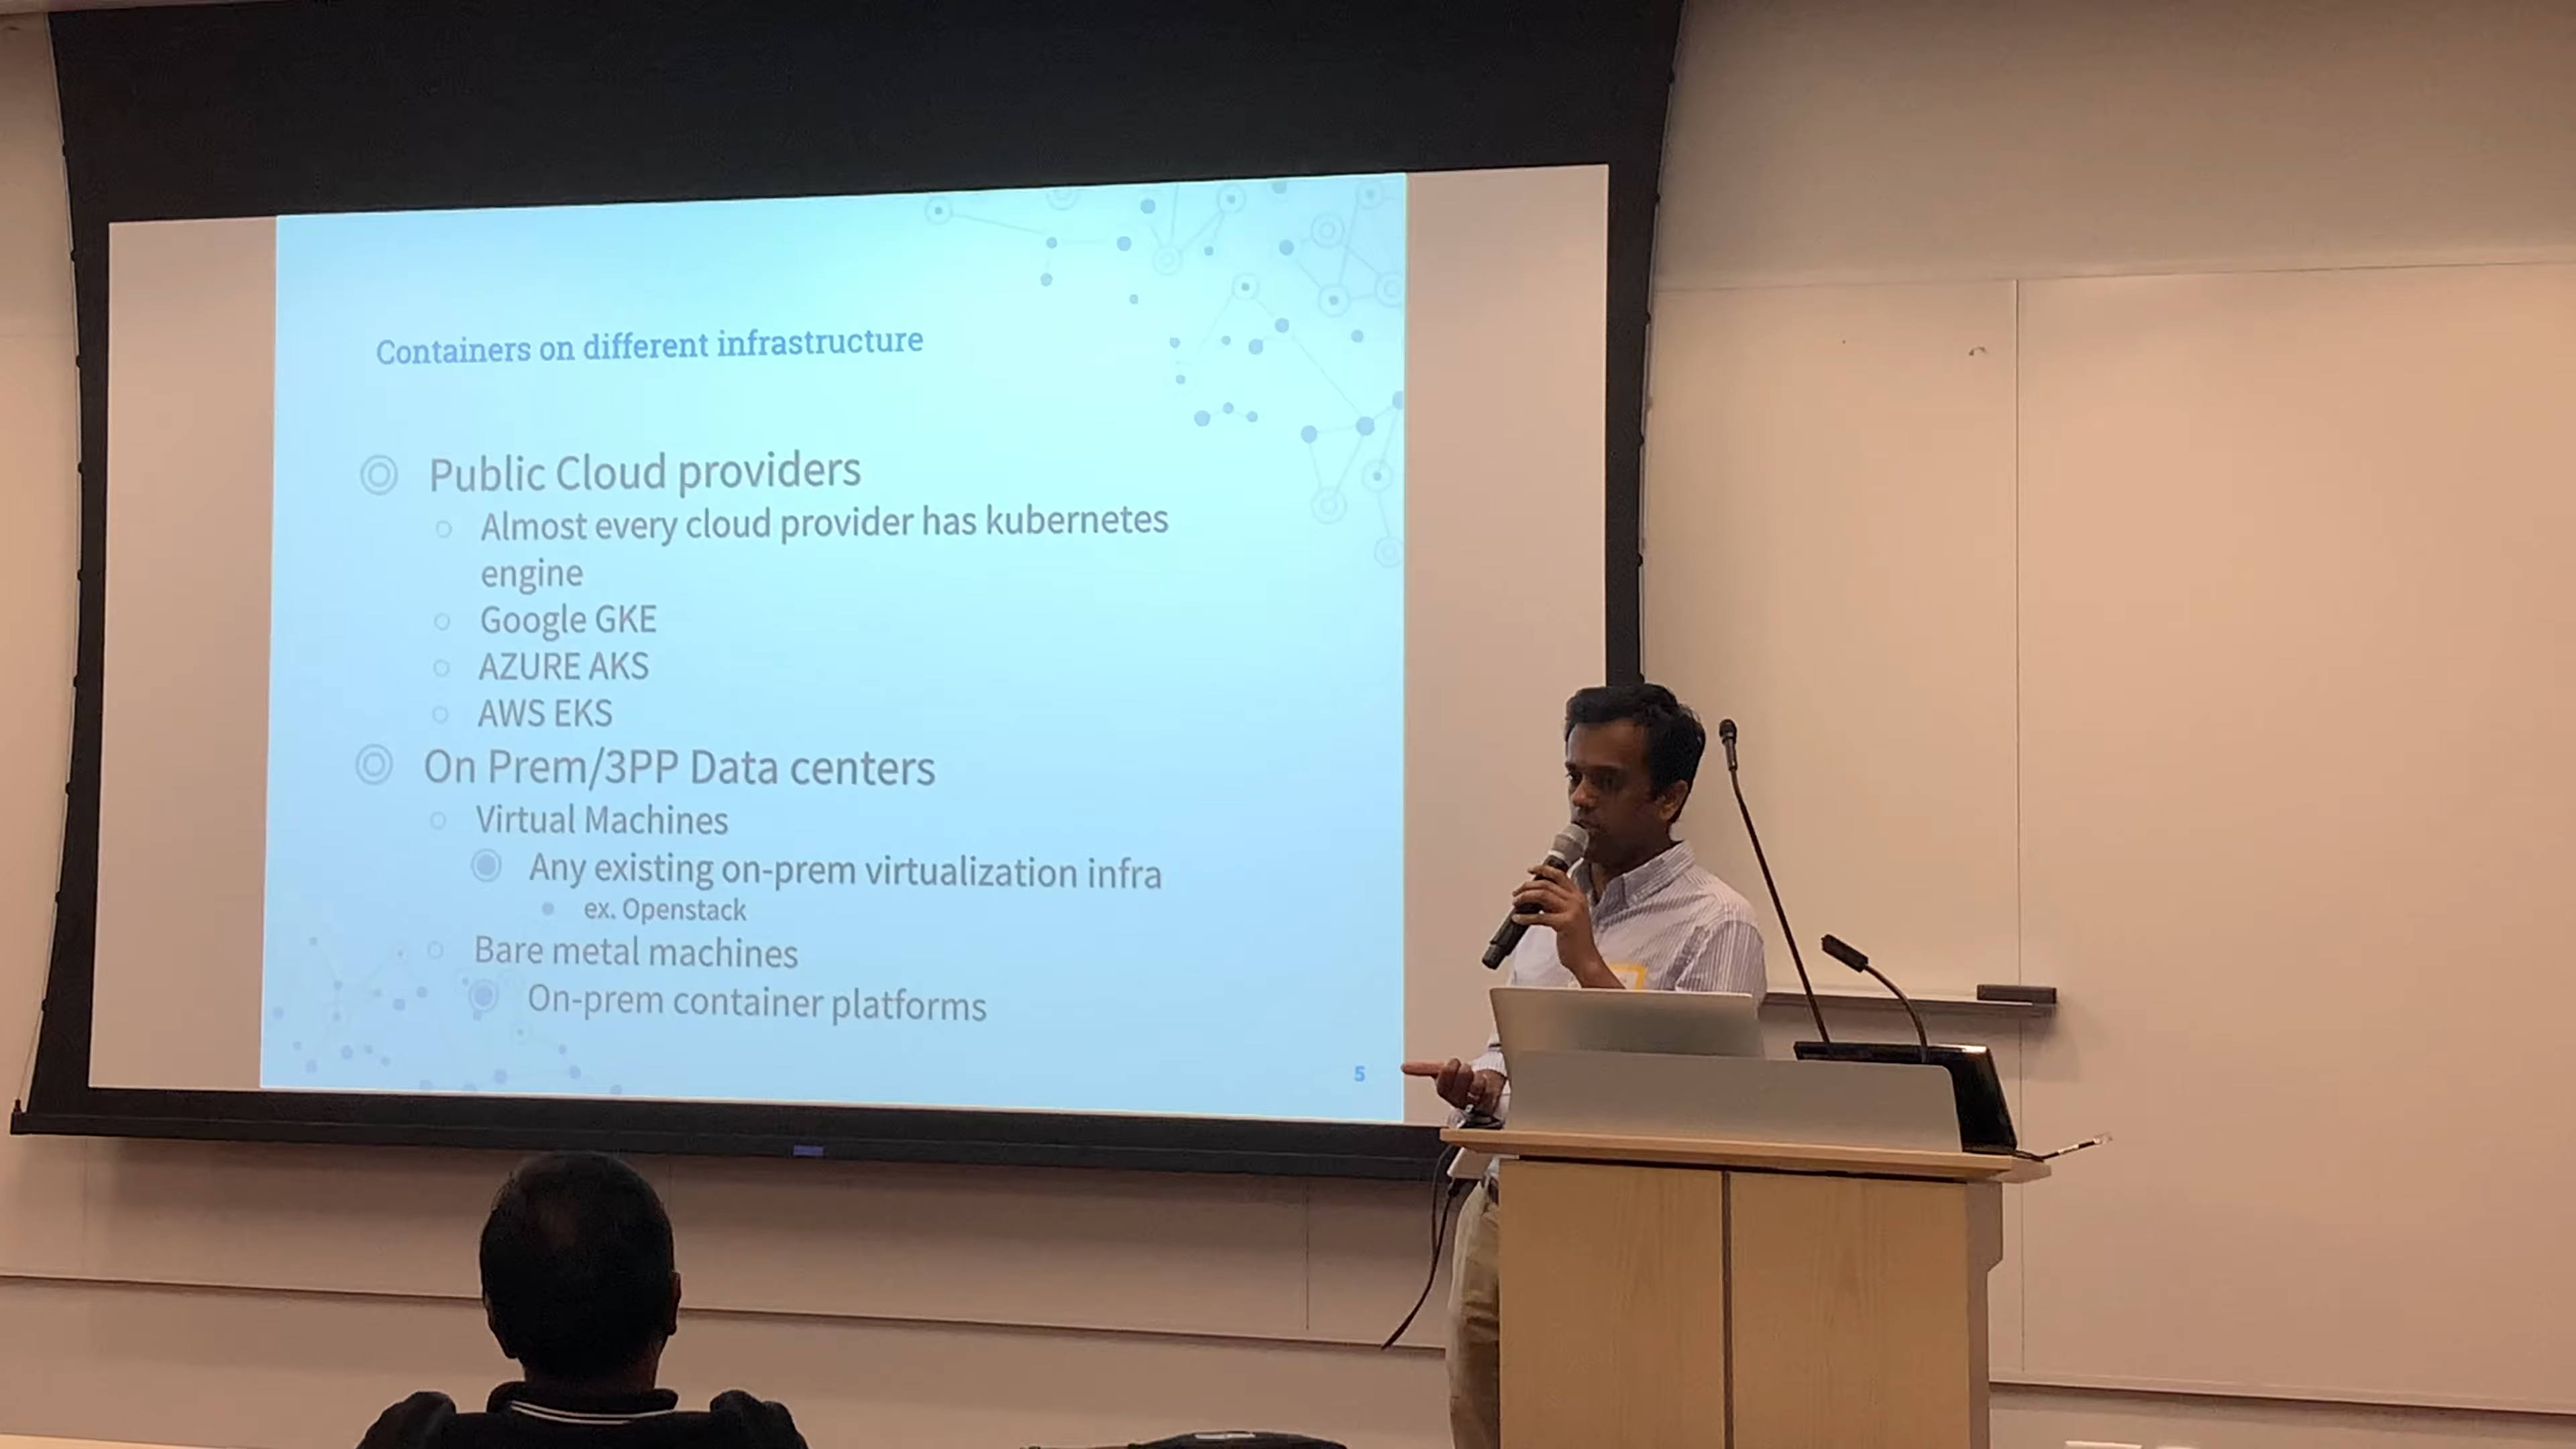 Containers on different infrastructure
Public Cloud providers
Almost every cloud provider has kubernetes
engine
Google GKE
AZURE AKS
AWS EKS
On Prem/3PP Data centers
Virtual Machines
Any existing on-prem virtualization infra
ex. Openstack
Bare metal machines
On-prem container platforms
5